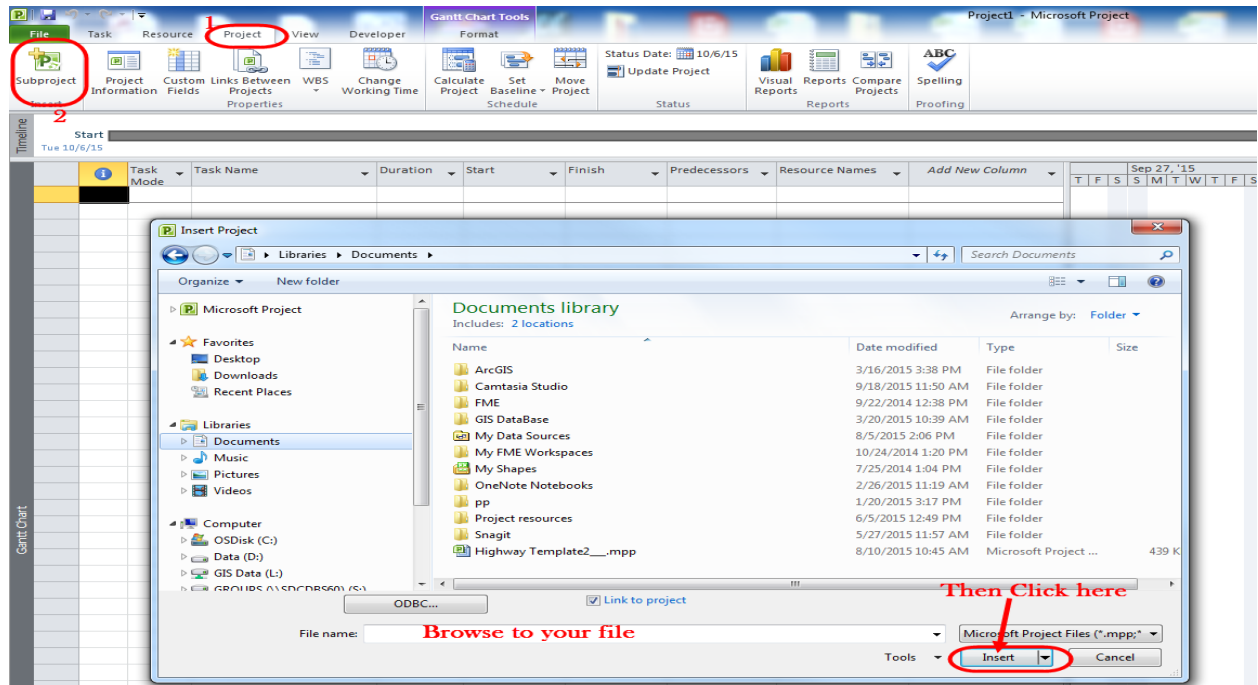 Gantt Chart Tools
Project1 - Microsoft Project
1
File Task Resource Project View Developer Format
Subproject
Project Information
Custom Fields
Links Between Projects
WBS
Change Working Time
Calculate Project
Set Baseline
Move Project
Status Date: 10/6/15
Update Project
Visual Reports
Reports
Compare Projects
ABC
Spelling
Insert Properties Schedule Status Reports Proofing
2
Timeline
Start
Tue 10/6/15
Task Mode Task Name Duration Start Finish Predecessors Resource Names Add New Column
Sep 27, '15
T F S S M T W T F S
Gantt Chart
Insert Project
Libraries Documents
Search Documents
Organize New folder
Microsoft Project
Favorites
Desktop
Downloads
Recent Places
Libraries
Documents
Music
Pictures
Videos
Computer
OSDisk (C:)
Data (D:)
GIS Data (L:)
Documents library
Includes: 2 locations
Arrange by: Folder
Name Date modified Type Size
ArcGIS 3/16/2015 3:38 PM File folder
Camtasia Studio 9/18/2015 11:50 AM File folder
FME 9/22/2014 12:38 PM File folder
GIS DataBase 3/20/2015 10:39 AM File folder
My Data Sources 8/5/2015 2:06 PM File folder
My FME Workspaces 10/24/2014 1:20 PM File folder
My Shapes 7/25/2014 1:04 PM File folder
OneNote Notebooks 2/26/2015 11:19 AM File folder
pp 1/20/2015 3:17 PM File folder
Project resources 6/5/2015 12:49 PM File folder
Snagit 5/27/2015 11:57 AM File folder
Highway Template2__.mpp 8/10/2015 10:45 AM Microsoft Project ... 439 K
Then Click here
ODBC...
Link to project
File name:
Browse to your file
Microsoft Project Files (*.mpp;*
Tools Insert Cancel